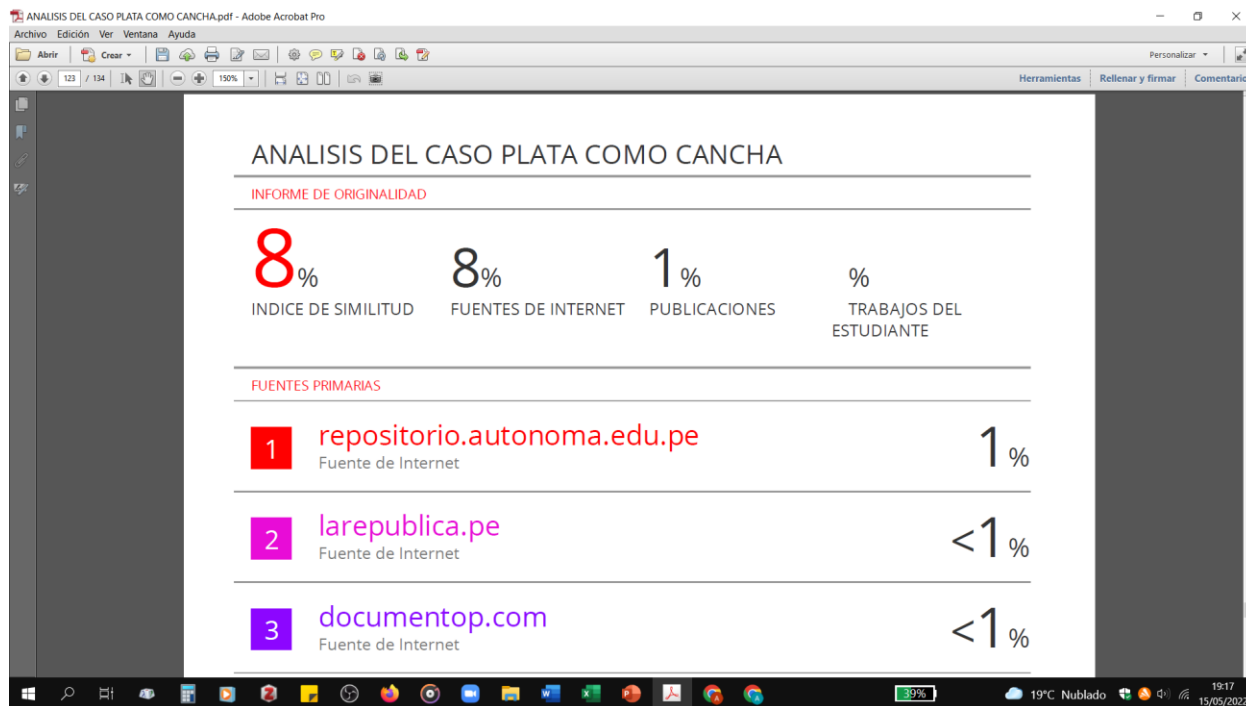 ANALISIS DEL CASO PLATA COMO CANCHA.pdf - Adobe Acrobat Pro
Archivo Edición Ver Ventana Ayuda
Abrir Crear Personalizar
123 / 134 150% Herramientas Rellenar y firmar Comentario
ANALISIS DEL CASO PLATA COMO CANCHA
INFORME DE ORIGINALIDAD
8% 8% 1% %
INDICE DE SIMILITUD FUENTES DE INTERNET PUBLICACIONES TRABAJOS DEL
ESTUDIANTE
FUENTES PRIMARIAS
1 repositorio.autonoma.edu.pe 1%
Fuente de Internet
2 larepublica.pe <1%
Fuente de Internet
3 documentop.com <1%
Fuente de Internet
39% 19°C Nublado 19:17
15/05/2022